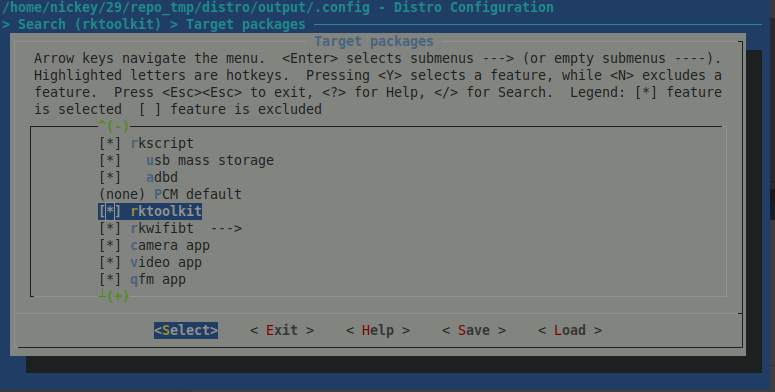 /home/nickey/29/repo_tmp/distro/output/.config - Distro Configuration
> Search (rktoolkit) > Target packages
Target packages
Arrow keys navigate the menu.  <Enter> selects submenus ---> (or empty submenus ----).
Highlighted letters are hotkeys.  Pressing <Y> selects a feature, while <N> excludes a
feature.  Press <Esc><Esc> to exit, <?> for Help, </> for Search.  Legend: [*] feature
is selected  [ ] feature is excluded
^(-)
[*] rkscript
[*]   usb mass storage
[*]   adbd
(none) PCM default
[*] rktoolkit
[*] rkwifibt  --->
[*] camera app
[*] video app
[*] qfm app
┴(+)
<Select>    < Exit >    < Help >    < Save >    < Load >